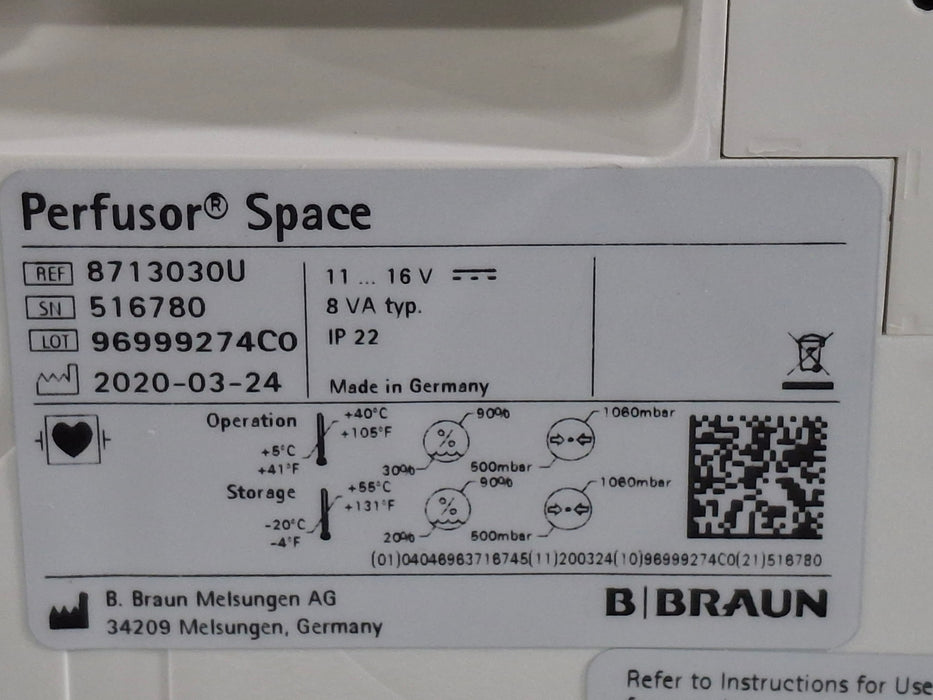 Perfusor® Space
REF 8713030U
SN 516780
LOT 96999274C0
2020-03-24
11 ... 16 V
8 VA typ.
IP 22
Made in Germany
Operation
+40°C
+105°F
+5°C
+41°F
%
90%
30%
1060mbar
500mbar
Storage
+55°C
+131°F
-20°C
-4°F
%
90%
20%
1060mbar
500mbar
(01)04046963716745(11)200324(10)96999274C0(21)516780
B. Braun Melsungen AG
34209 Melsungen, Germany
B|BRAUN
Refer to Instructions for Use